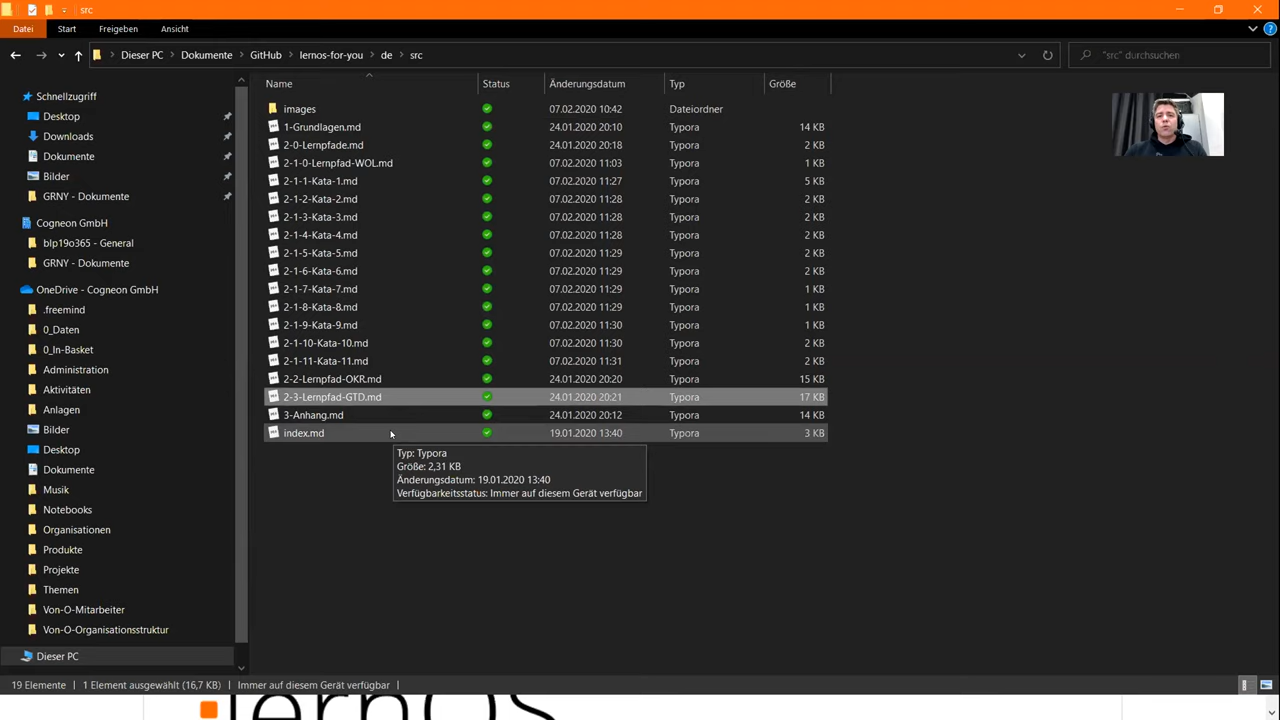 src
Datei Start Freigeben Ansicht
Dieser PC Dokumente GitHub lernos-for-you de src "src" durchsuchen
Name Status Änderungsdatum Typ Größe
images 07.02.2020 10:42 Dateiordner
1-Grundlagen.md 24.01.2020 20:10 Typora 14 KB
2-0-Lernpfade.md 24.01.2020 20:18 Typora 2 KB
2-1-0-Lernpfad-WOL.md 07.02.2020 11:03 Typora 1 KB
2-1-1-Kata-1.md 07.02.2020 11:27 Typora 5 KB
2-1-2-Kata-2.md 07.02.2020 11:28 Typora 2 KB
2-1-3-Kata-3.md 07.02.2020 11:28 Typora 2 KB
2-1-4-Kata-4.md 07.02.2020 11:28 Typora 2 KB
2-1-5-Kata-5.md 07.02.2020 11:29 Typora 2 KB
2-1-6-Kata-6.md 07.02.2020 11:29 Typora 2 KB
2-1-7-Kata-7.md 07.02.2020 11:29 Typora 1 KB
2-1-8-Kata-8.md 07.02.2020 11:29 Typora 1 KB
2-1-9-Kata-9.md 07.02.2020 11:30 Typora 1 KB
2-1-10-Kata-10.md 07.02.2020 11:30 Typora 2 KB
2-1-11-Kata-11.md 07.02.2020 11:31 Typora 2 KB
2-2-Lernpfad-OKR.md 24.01.2020 20:20 Typora 15 KB
2-3-Lernpfad-GTD.md 24.01.2020 20:21 Typora 17 KB
3-Anhang.md 24.01.2020 20:12 Typora 14 KB
index.md 19.01.2020 13:40 Typora 3 KB
Typ: Typora
Größe: 2,31 KB
Änderungsdatum: 19.01.2020 13:40
Verfügbarkeitsstatus: Immer auf diesem Gerät verfügbar
Schnellzugriff
Desktop
Downloads
Dokumente
Bilder
GRNY - Dokumente
Cogneon GmbH
blp19o365 - General
GRNY - Dokumente
OneDrive - Cogneon GmbH
.freemind
0_Daten
0_In-Basket
Administration
Aktivitäten
Anlagen
Bilder
Desktop
Dokumente
Musik
Notebooks
Organisationen
Produkte
Projekte
Themen
Von-O-Mitarbeiter
Von-O-Organisationsstruktur
Dieser PC
19 Elemente 1 Element ausgewählt (16,7 KB) Immer auf diesem Gerät verfügbar
lernOS